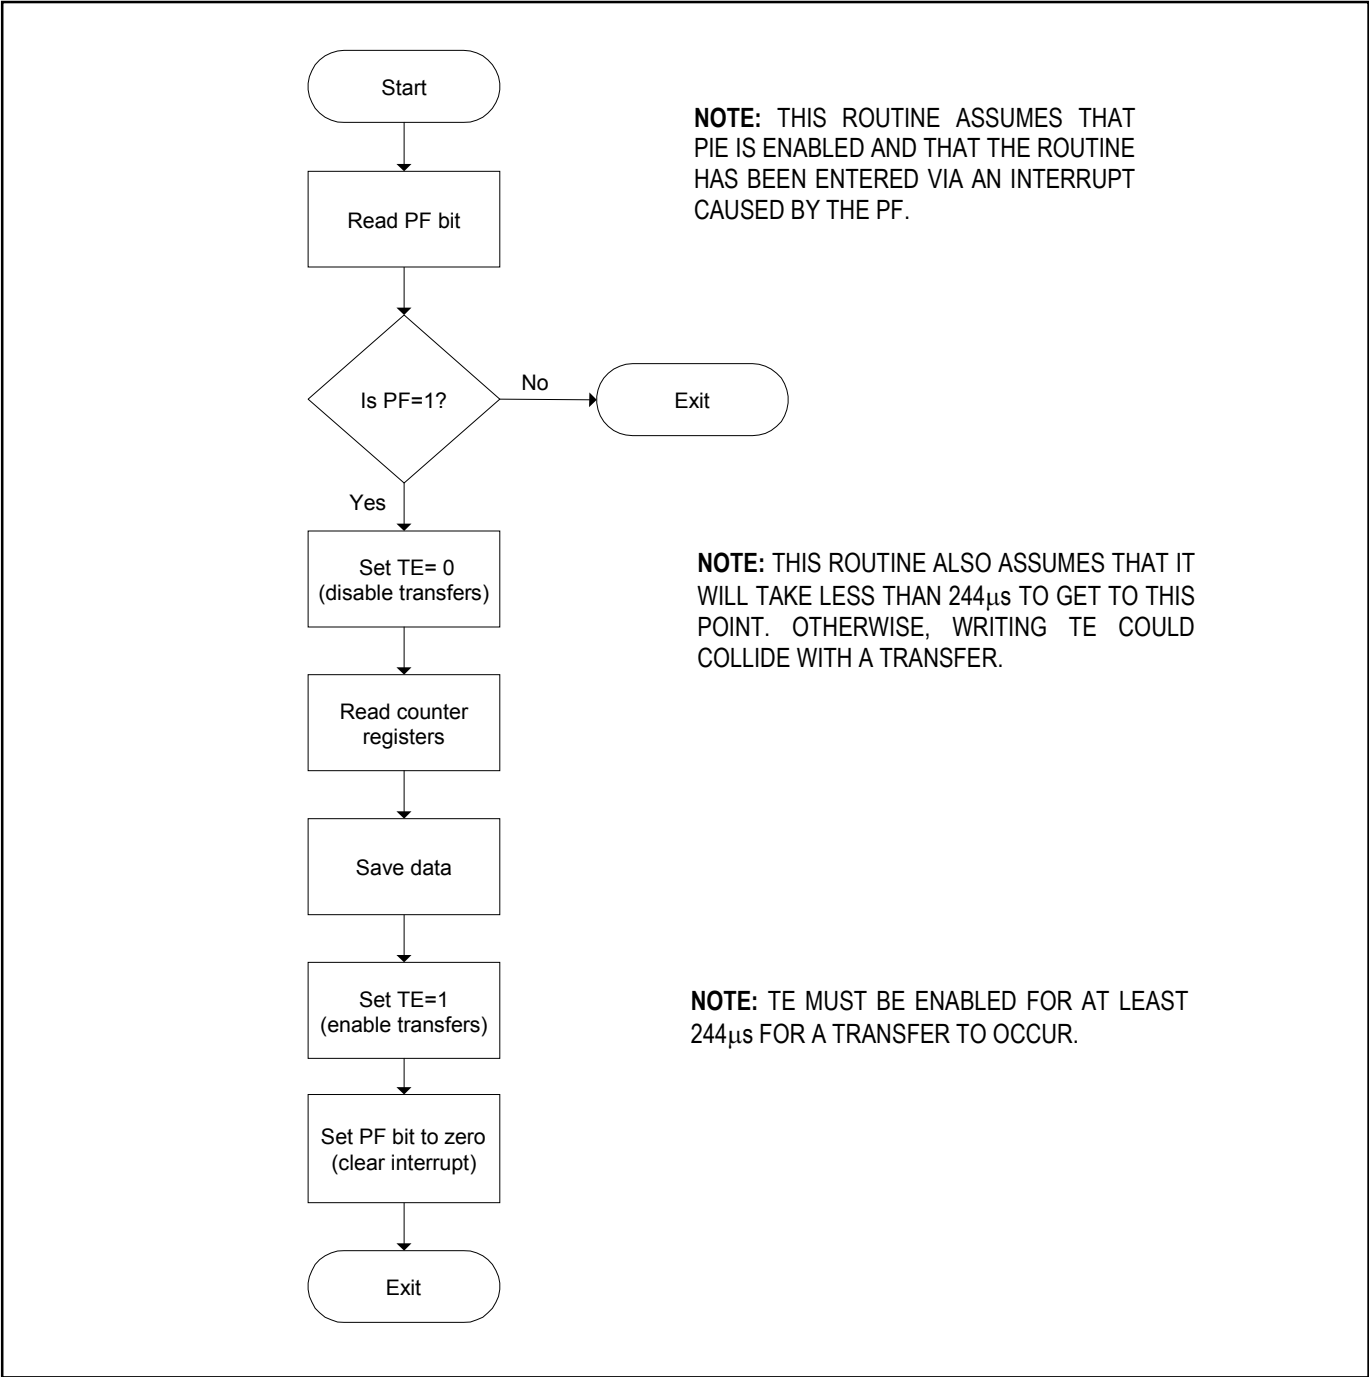 Start
NOTE: THIS ROUTINE ASSUMES THAT
PIE IS ENABLED AND THAT THE ROUTINE
HAS BEEN ENTERED VIA AN INTERRUPT
CAUSED BY THE PF.
Read PF bit
Is PF=1?
No
Exit
Yes
Set TE= 0
(disable transfers)
NOTE: THIS ROUTINE ALSO ASSUMES THAT IT
WILL TAKE LESS THAN 244μs TO GET TO THIS
POINT. OTHERWISE, WRITING TE COULD
COLLIDE WITH A TRANSFER.
Read counter
registers
Save data
Set TE=1
(enable transfers)
NOTE: TE MUST BE ENABLED FOR AT LEAST
244μs FOR A TRANSFER TO OCCUR.
Set PF bit to zero
(clear interrupt)
Exit